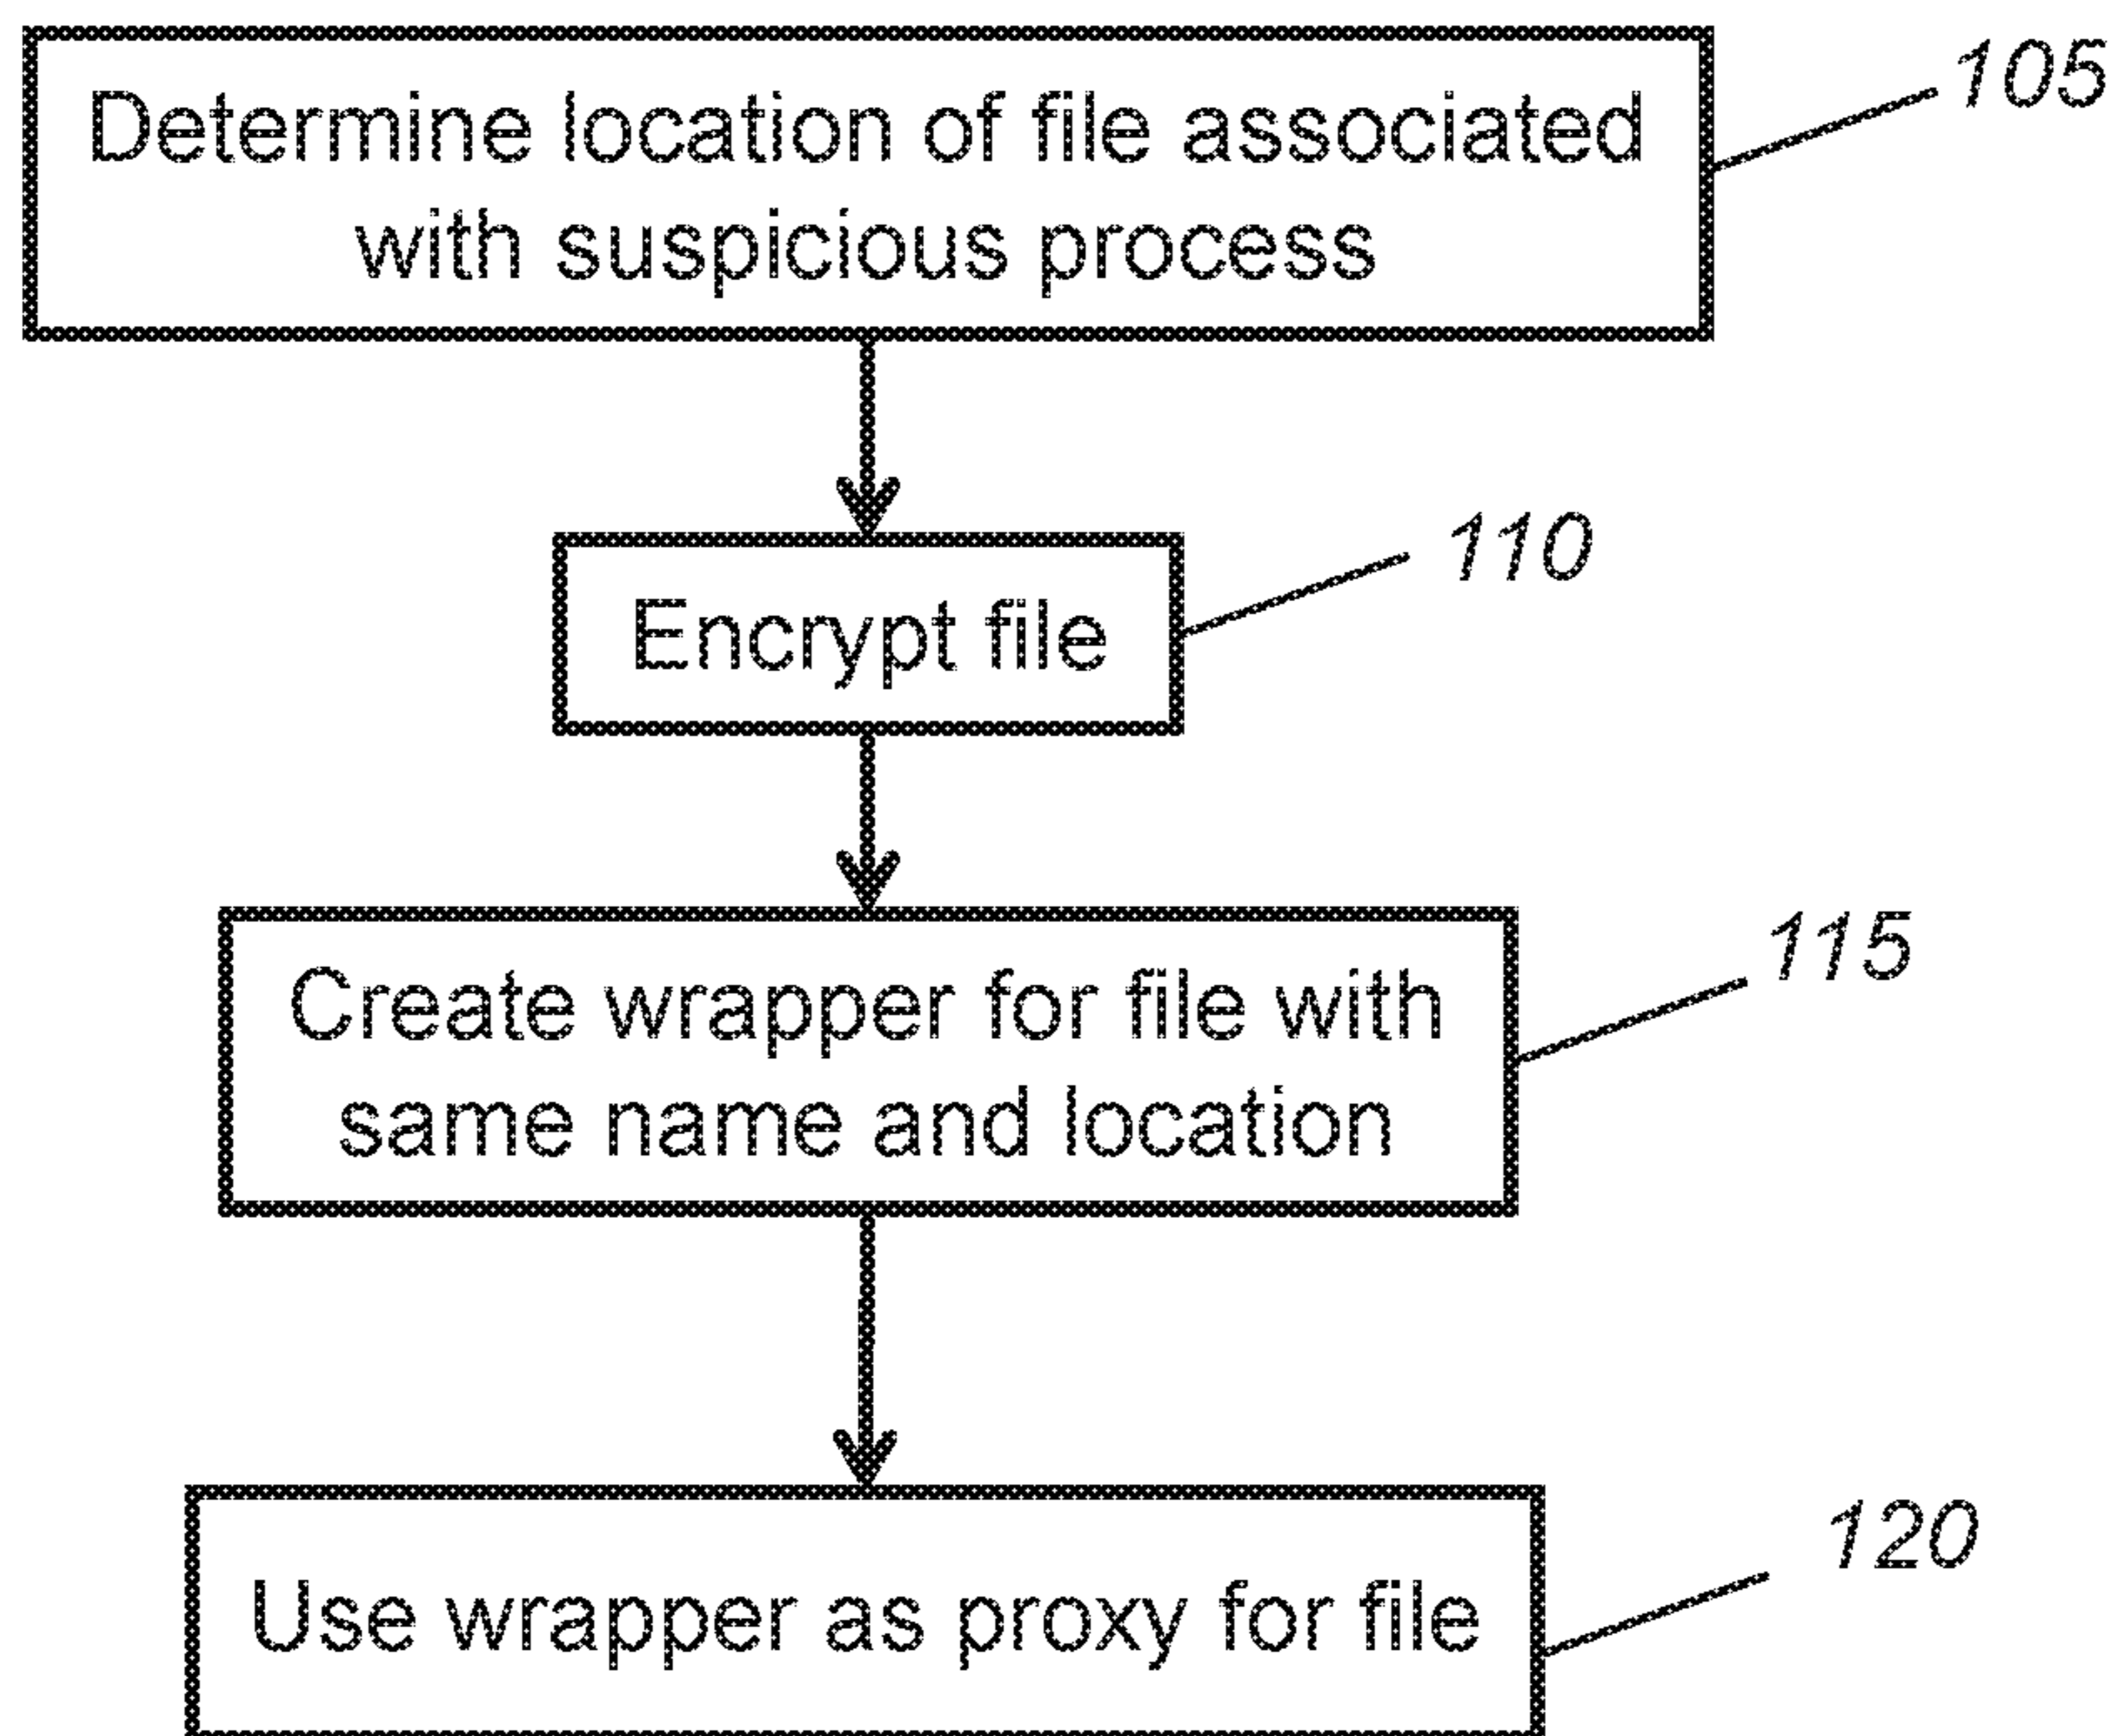 105
Determine location of file associated
with suspicious process
110
Encrypt file
115
Create wrapper for file with
same name and location
120
Use wrapper as proxy for file